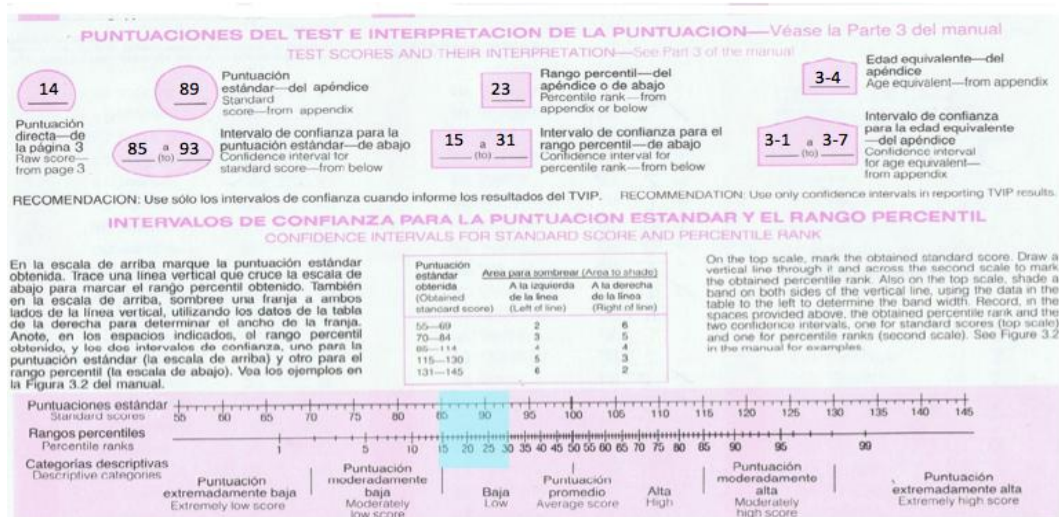 PUNTUACIONES DEL TEST E INTERPRETACION DE LA PUNTUACION—Véase la Parte 3 del manual
TEST SCORES AND THEIR INTERPRETATION—See Part 3 of the manual
14
Puntuación
directa—de
la página 3
Raw score—
from page 3
89
Puntuación
estándar—del apéndice
Standard
score—from appendix
85 a 93
(to)
Intervalo de confianza para la
puntuación estándar—de abajo
Confidence interval for
standard score—from below
23
Rango percentil—del
apéndice o de abajo
Percentile rank—from
appendix or below
15 a 31
(to)
Intervalo de confianza para el
rango percentil—de abajo
Confidence interval for
percentile rank—from below
3-4
Edad equivalente—del
apéndice
Age equivalent—from appendix
3-1 a 3-7
(to)
Intervalo de confianza
para la edad equivalente
—del apéndice
Confidence interval
for age equivalent—
from appendix
RECOMENDACION: Use sólo los intervalos de confianza cuando informe los resultados del TVIP. RECOMMENDATION: Use only confidence intervals in reporting TVIP results.
INTERVALOS DE CONFIANZA PARA LA PUNTUACION ESTANDAR Y EL RANGO PERCENTIL
CONFIDENCE INTERVALS FOR STANDARD SCORE AND PERCENTILE RANK
En la escala de arriba marque la puntuación estándar
obtenida. Trace una línea vertical que cruce la escala de
abajo para marcar el rango percentil obtenido. También
en la escala de arriba, sombree una franja a ambos
lados de la línea vertical, utilizando los datos de la tabla
de la derecha para determinar el ancho de la franja.
Anote, en los espacios indicados, el rango percentil
obtenido, y los dos intervalos de confianza, uno para la
puntuación estándar (la escala de arriba) y otro para el
rango percentil (la escala de abajo). Vea los ejemplos en
la Figura 3.2 del manual.
Puntuación
estándar
obtenida
(Obtained
standard score)
Area para sombrear (Area to shade)
A la izquierda
de la línea
(Left of line)
A la derecha
de la línea
(Right of line)
55—69 2 6
70—84 3 5
85—114 4 4
115—130 5 3
131—145 6 2
On the top scale, mark the obtained standard score. Draw a
vertical line through it and across the second scale to mark
the obtained percentile rank. Also on the top scale, shade a
band on both sides of the vertical line, using the data in the
table to the left to determine the band width. Record, in the
spaces provided above, the obtained percentile rank and the
two confidence intervals, one for standard scores (top scale)
and one for percentile ranks (second scale). See Figure 3.2
in the manual for examples.
Puntuaciones estándar
Standard scores
55 60 65 70 75 80 85 90 95 100 105 110 115 120 125 130 135 140 145
Rangos percentiles
Percentile ranks
1 5 10 15 20 25 30 35 40 45 50 55 60 65 70 75 80 85 90 95 99
Categorías descriptivas
Descriptive categories
Puntuación
extremadamente baja
Extremely low score
Puntuación
moderadamente
baja
Moderately
low score
Baja
Low
Puntuación
promedio
Average score
Alta
High
Puntuación
moderadamente
alta
Moderately
high score
Puntuación
extremadamente alta
Extremely high score